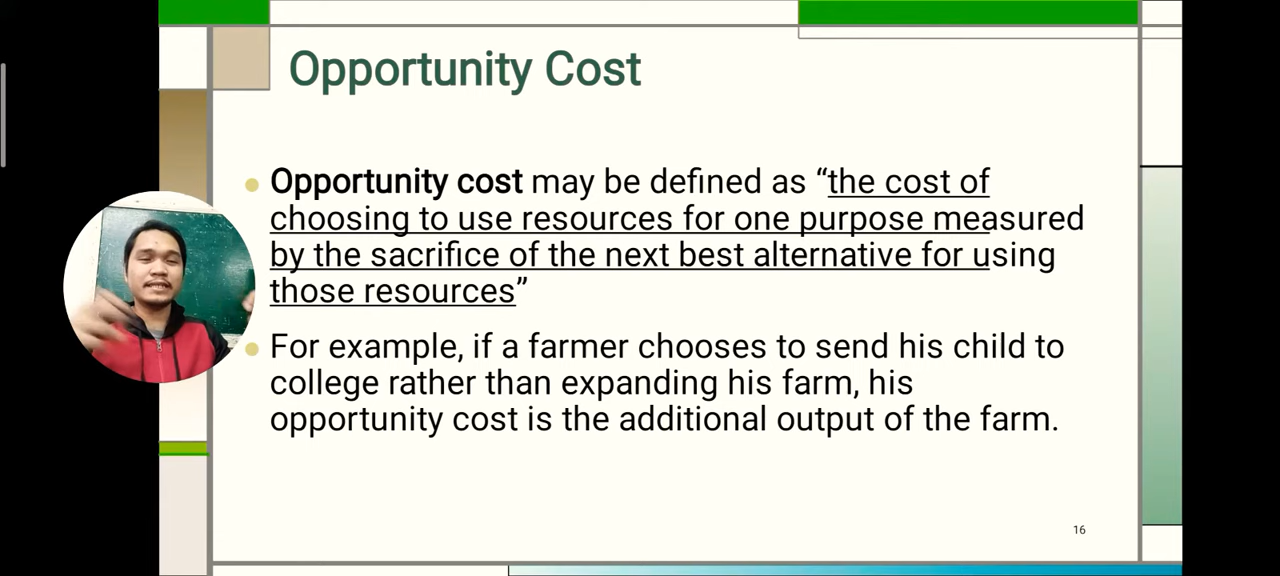 Opportunity Cost
Opportunity cost may be defined as “the cost of
choosing to use resources for one purpose measured
by the sacrifice of the next best alternative for using
those resources”
For example, if a farmer chooses to send his child to
college rather than expanding his farm, his
opportunity cost is the additional output of the farm.
16